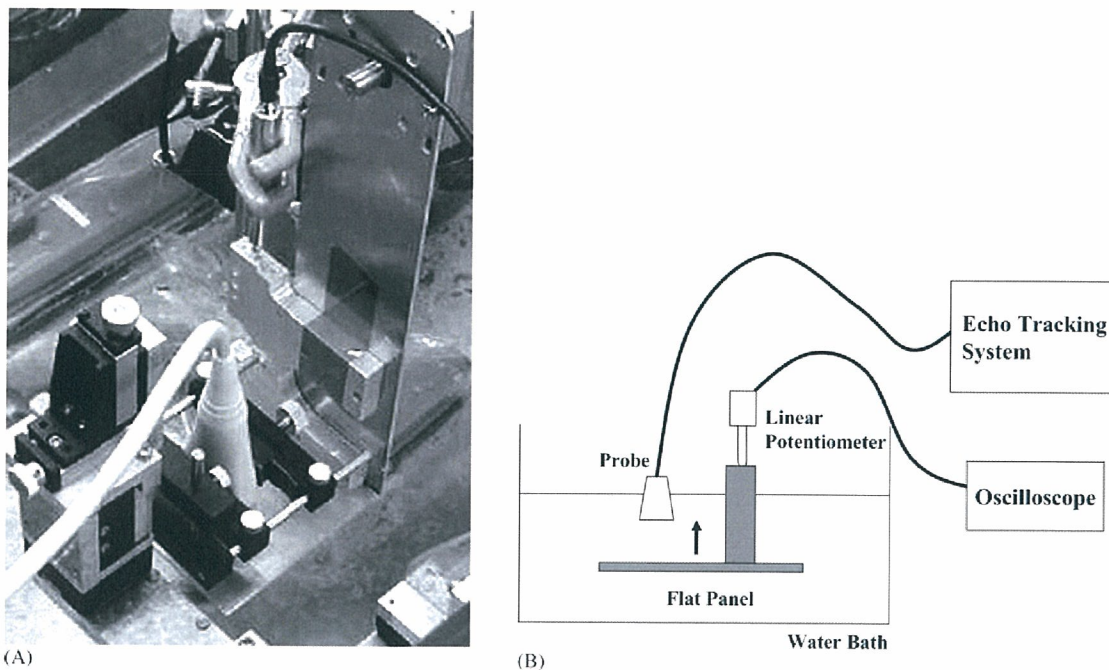 Echo Tracking
System
Linear
Potentiometer
Probe
Oscilloscope
Flat Panel
Water Bath
(A)
(B)